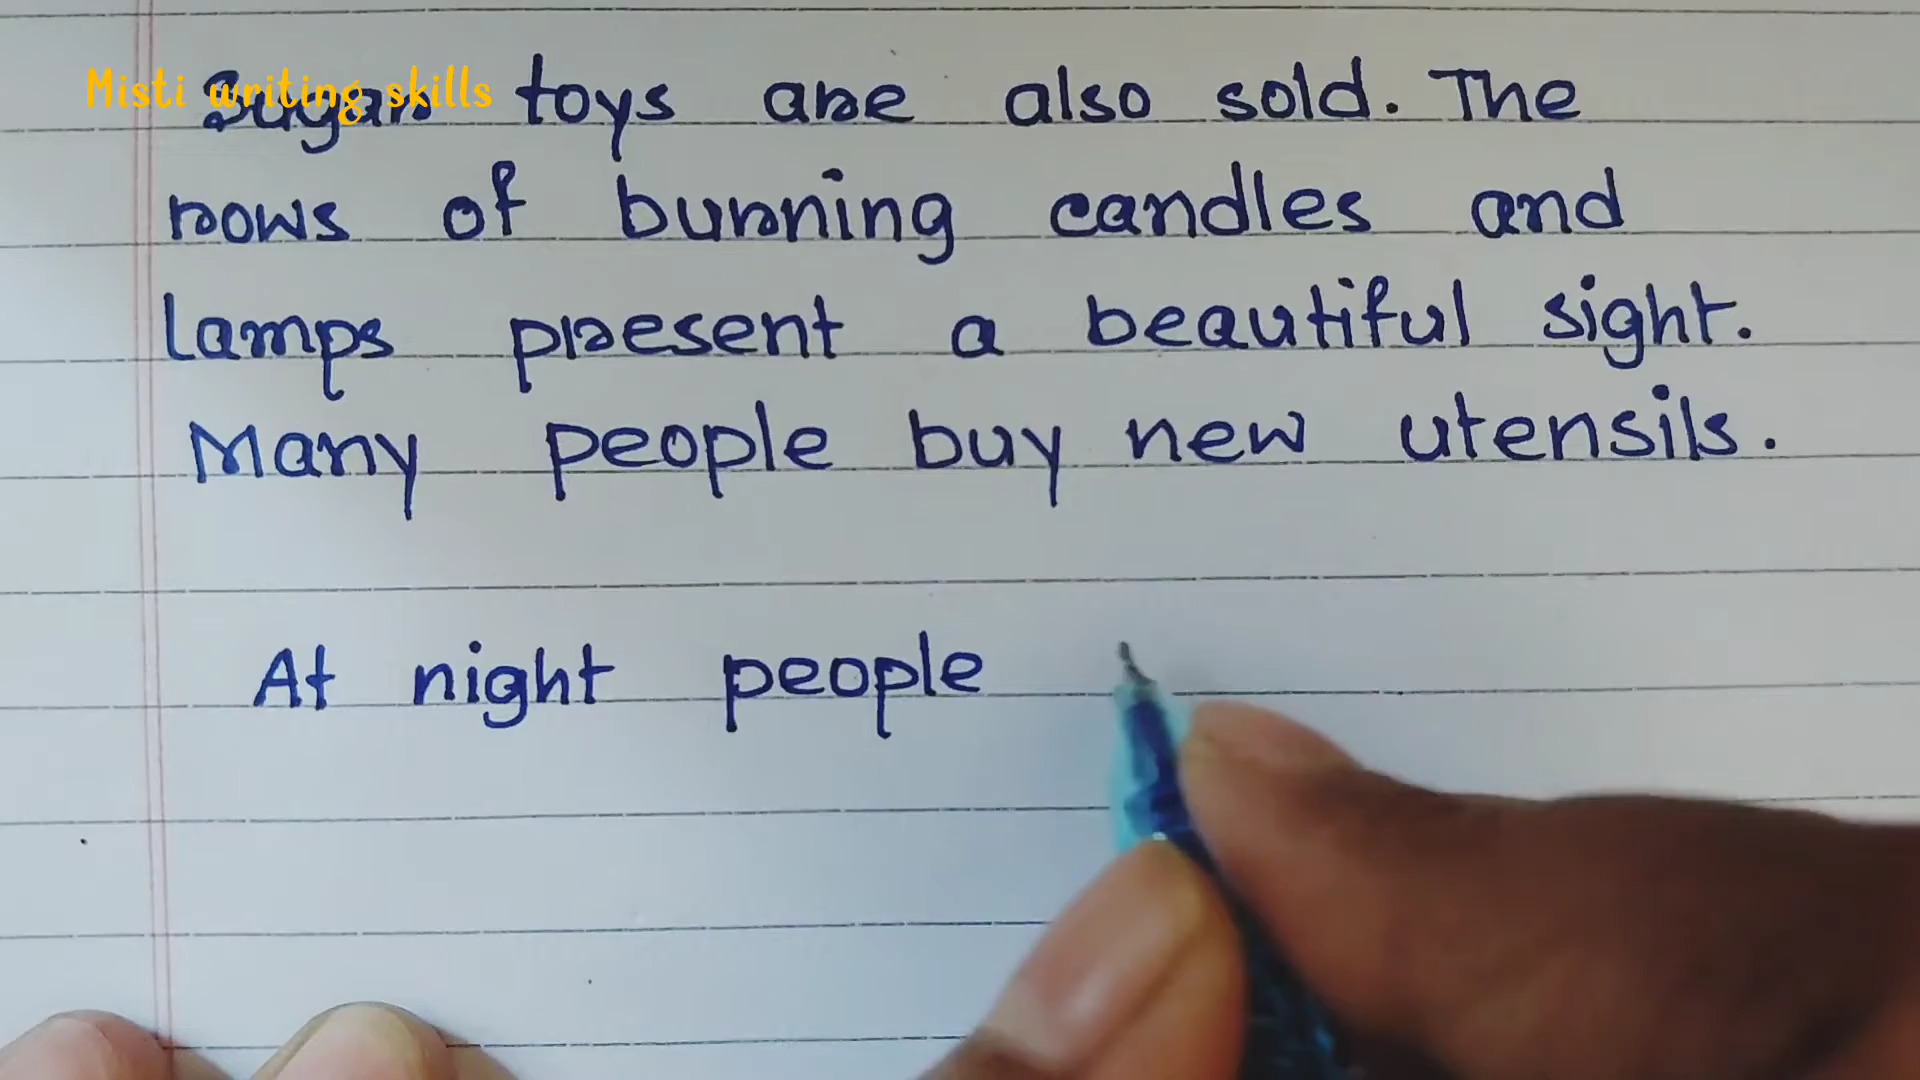 Misti writing skills
Sugar toys are also sold. The
rows of burning candles and
lamps present a beautiful sight.
Many people buy new utensils.
At night people